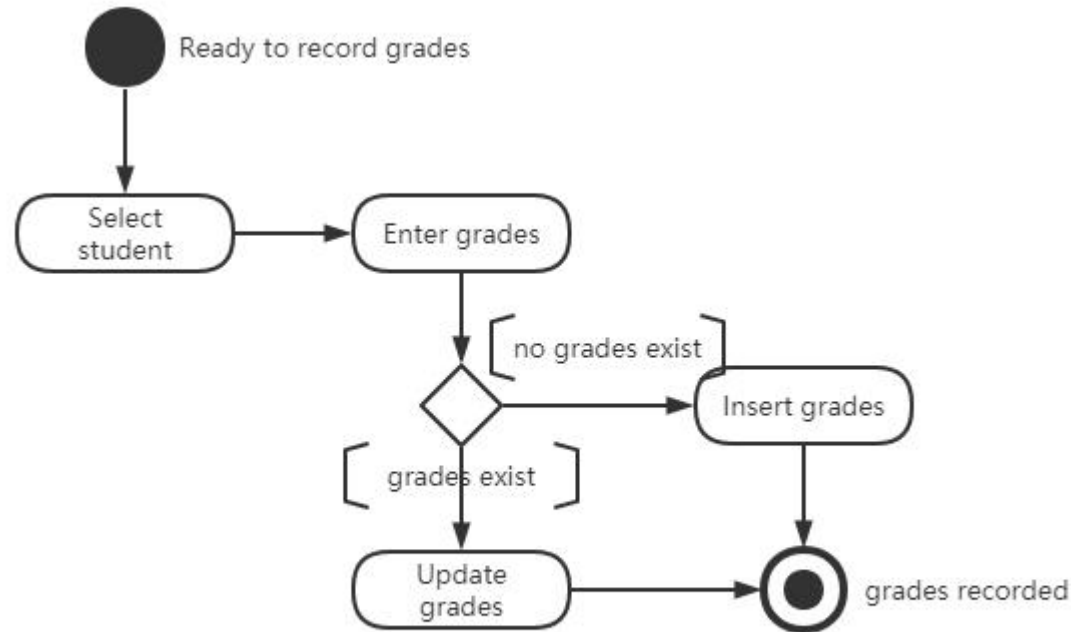 Ready to record grades
Select
student
Enter grades
no grades exist
Insert grades
grades exist
Update
grades
grades recorded